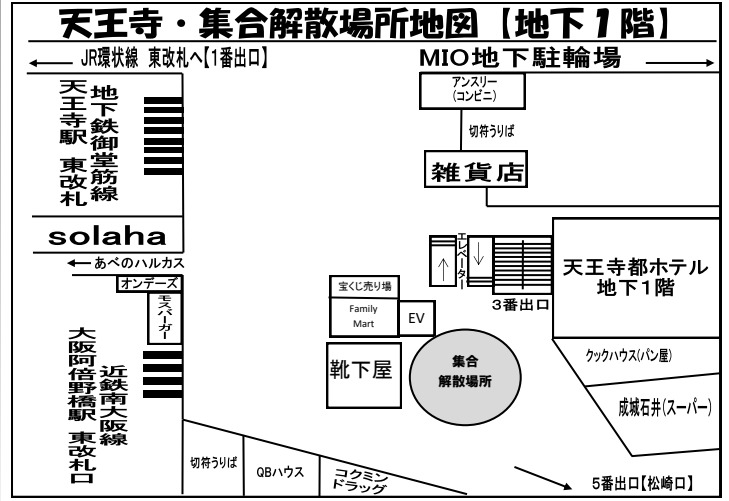 天王寺・集合解散場所地図【地下1階】
JR環状線 東改札へ【1番出口】
MIO地下駐輪場
地下鉄御堂筋線
天王寺駅 東改札
アンスリー
(コンビニ)
切符うりば
雑貨店
solaha
あべのハルカス
オンデーズ
モスバーガー
エレベーター
3番出口
天王寺都ホテル
地下1階
宝くじ売り場
Family
Mart
EV
靴下屋
集合
解散場所
クックハウス(パン屋)
成城石井(スーパー)
近鉄南大阪線
大阪阿倍野橋駅 東改札口
切符うりば
QBハウス
コクミン
ドラッグ
5番出口【松崎口】